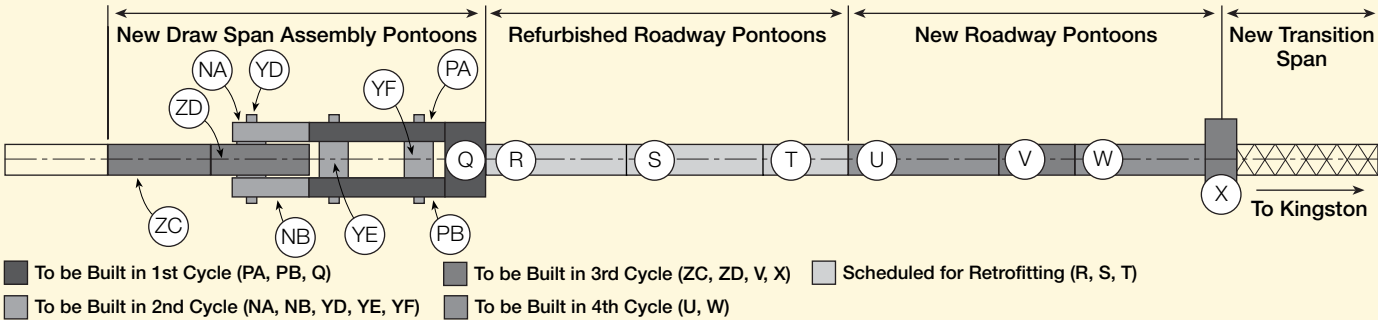 New Draw Span Assembly Pontoons
Refurbished Roadway Pontoons
New Roadway Pontoons
New Transition
Span
NA
YD
PA
YF
ZD
Q
R
S
T
U
V
W
X
To Kingston
ZC
NB
YE
PB
To be Built in 1st Cycle (PA, PB, Q)
To be Built in 3rd Cycle (ZC, ZD, V, X)
Scheduled for Retrofitting (R, S, T)
To be Built in 2nd Cycle (NA, NB, YD, YE, YF)
To be Built in 4th Cycle (U, W)